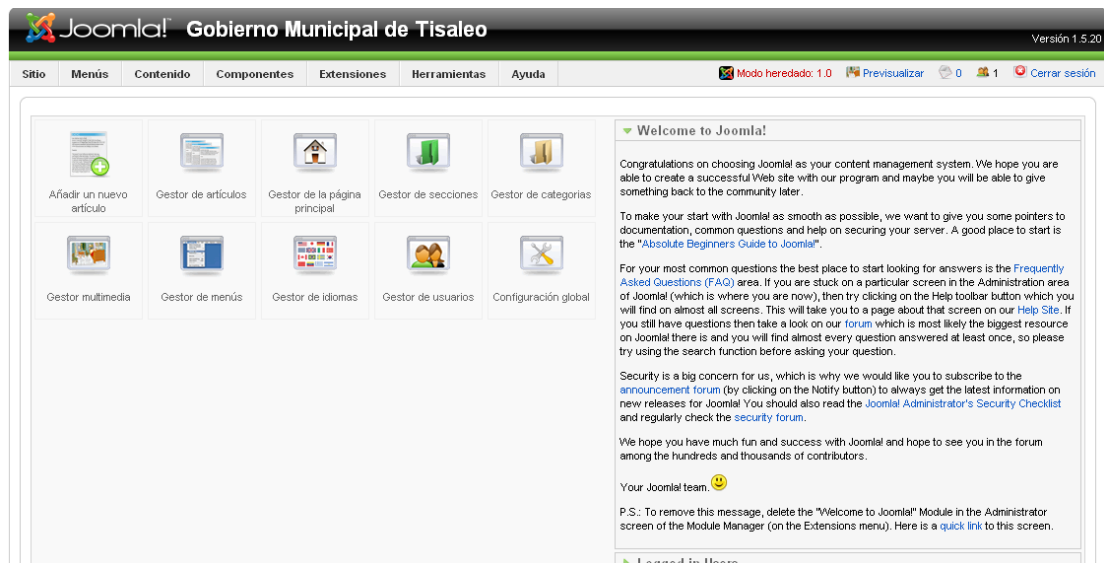 Joomla! Gobierno Municipal de Tisaleo
Versión 1.5.20
Sitio Menús Contenido Componentes Extensiones Herramientas Ayuda Modo heredado: 1.0 Previsualizar 0 1 Cerrar sesión
Añadir un nuevo
artículo
Gestor de artículos
Gestor de la página
principal
Gestor de secciones
Gestor de categorias
Gestor multimedia
Gestor de menús
Gestor de idiomas
Gestor de usuarios
Configuración global
Welcome to Joomla!
Congratulations on choosing Joomla! as your content management system. We hope you are
able to create a successful Web site with our program and maybe you will be able to give
something back to the community later.
To make your start with Joomla! as smooth as possible, we want to give you some pointers to
documentation, common questions and help on securing your server. A good place to start is
the "Absolute Beginners Guide to Joomla!".
For your most common questions the best place to start looking for answers is the Frequently
Asked Questions (FAQ) area. If you are stuck on a particular screen in the Administration area
of Joomla! (which is where you are now), then try clicking on the Help toolbar button which you
will find on almost all screens. This will take you to a page about that screen on our Help Site. If
you still have questions then take a look on our forum which is most likely the biggest resource
on Joomla! there is and you will find almost every question answered at least once, so please
try using the search function before asking your question.
Security is a big concern for us, which is why we would like you to subscribe to the
announcement forum (by clicking on the Notify button) to always get the latest information on
new releases for Joomla! You should also read the Joomla! Administrator's Security Checklist
and regularly check the security forum.
We hope you have much fun and success with Joomla! and hope to see you in the forum
among the hundreds and thousands of contributors.
Your Joomla! team.
P.S.: To remove this message, delete the "Welcome to Joomla!" Module in the Administrator
screen of the Module Manager (on the Extensions menu). Here is a quick link to this screen.
Logged in Users